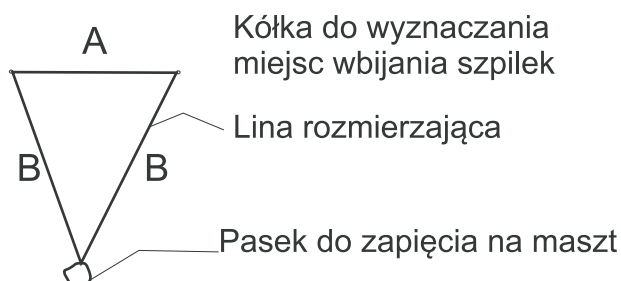 A
Kółka do wyznaczania
miejsc wbijania szpilek
Lina rozmierzająca
B
B
Pasek do zapięcia na maszt